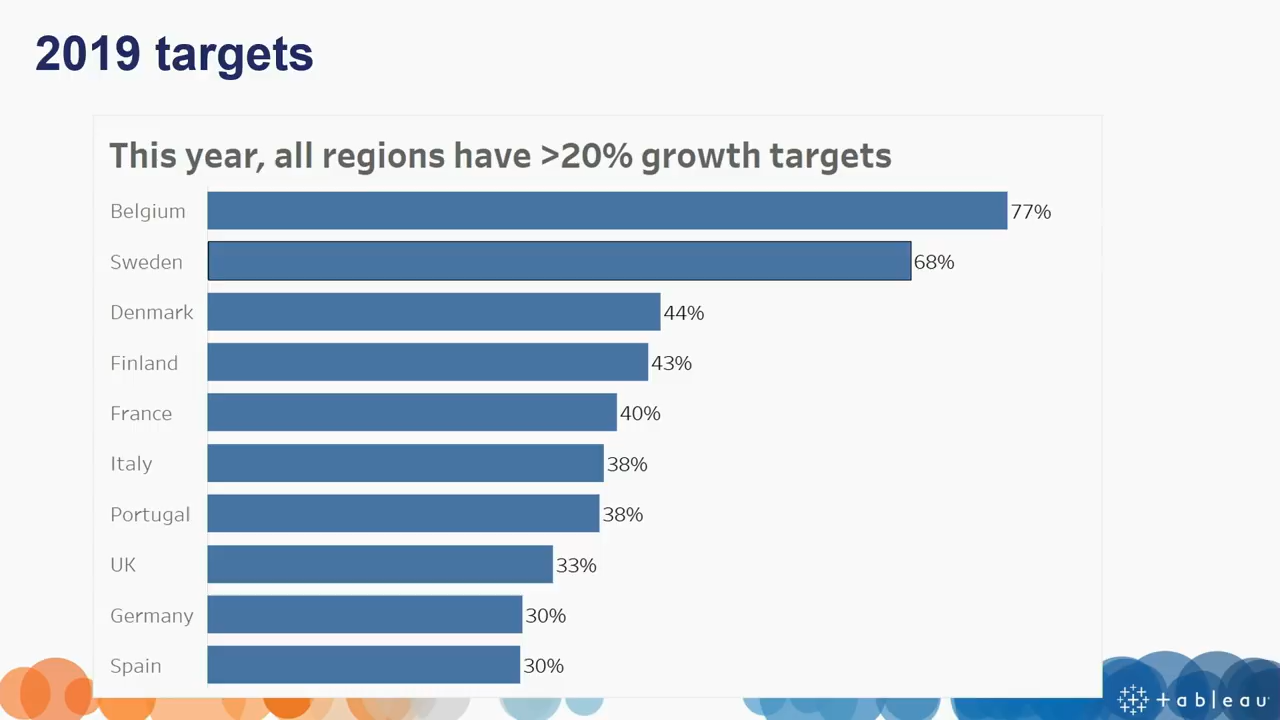 2019 targets
This year, all regions have >20% growth targets
Belgium 77%
Sweden 68%
Denmark 44%
Finland 43%
France 40%
Italy 38%
Portugal 38%
UK 33%
Germany 30%
Spain 30%
+ableau